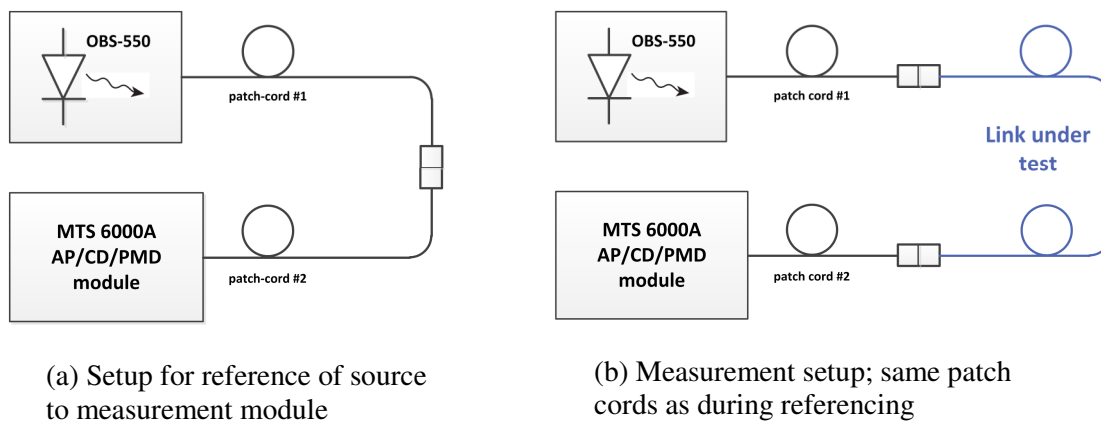 OBS-550
patch-cord #1
MTS 6000A
AP/CD/PMD
module
patch-cord #2
(a) Setup for reference of source
to measurement module
OBS-550
patch cord #1
Link under
test
MTS 6000A
AP/CD/PMD
module
patch cord #2
(b) Measurement setup; same patch
cords as during referencing